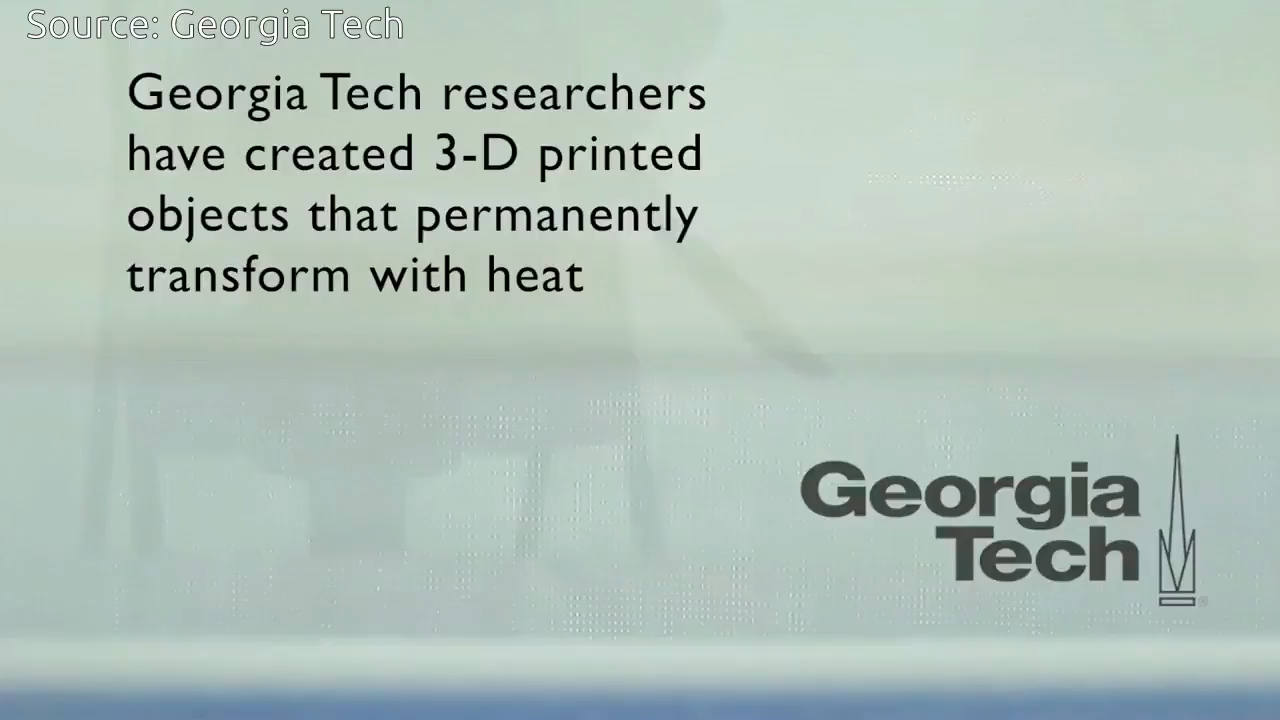 Source: Georgia Tech
Georgia Tech researchers
have created 3-D printed
objects that permanently
transform with heat
Georgia
Tech
®